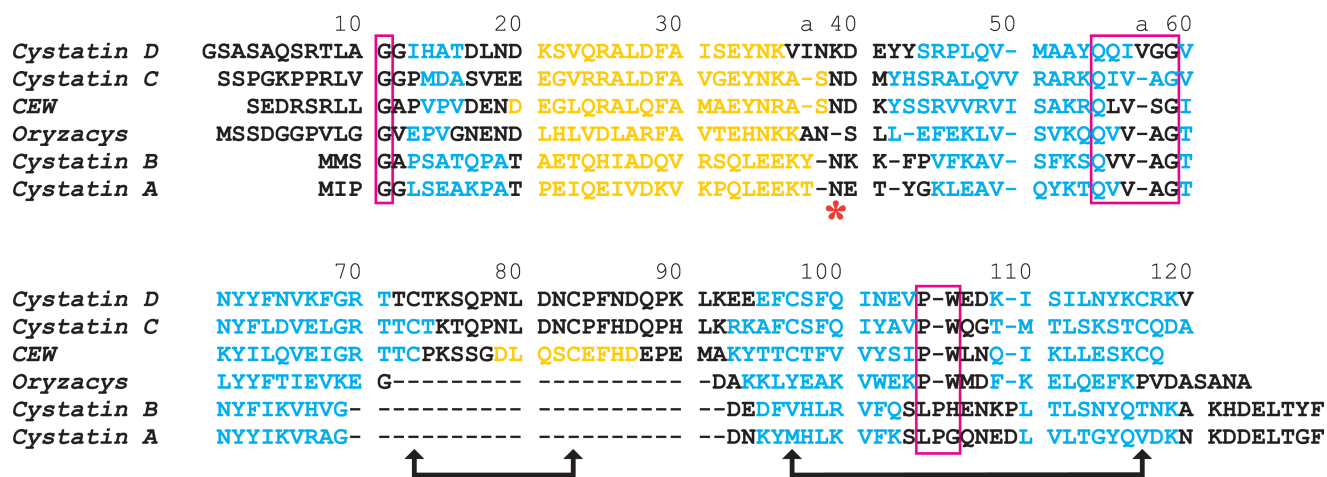 10 20 30 a 40 50 a 60
Cystatin D GSASAQSRTLA GGIHATDLND KSVQRALDFA ISEYNKVINKD EYYSRPLQV- MAAYQQIVGGV
Cystatin C SSPGKPPRLV GGPMDASVEE EGVRRALDFA VGEYNKA-SND MYHSRALQVV RARKQIV-AGV
CEW SEDRSRLL GAPVPVDEND EGLQRALQFA MAEYNRA-SND KYSSRVVRVI SAKRQLV-SGI
Oryzacys MSSDGGPVLG GVEPVGNEND LHLVDLARFA VTEHNKKAN-S LL-EFEKLV- SVKQQVV-AGT
Cystatin B MMS GAPSATQPAT AETQHIADQV RSQLEEKY-NK K-FPVFKAV- SFKSQVV-AGT
Cystatin A MIP GGLSEAKPAT PEIQEIVDKV KPQLEEKT-NE T-YGKLEAV- QYKTQVV-AGT
*
70 80 90 100 110 120
Cystatin D NYYFNVKFGR TTCTKSQPNL DNCPFNDQPK LKEEEFCSFQ INEVP-WEDK-I SILNYKCRKV
Cystatin C NYFLDVELGR TTCTKTQPNL DNCPFHDQPH LKRKAFCSFQ IYAVP-WQGT-M TLSKSTCQDA
CEW KYILQVEIGR TTCPKSSGDL QSCEFHDEPE MAKYTTCTFV VYSIP-WLNQ-I KLLESKCQ
Oryzacys LYYFTIEVKE G--------- ---------- --DAKKLYEAK VWEKP-WMDF-K ELQEFKPVDASANA
Cystatin B NYFIKVHVG- ---------- ---------- ---DEDFVHLR VFQSLPHENKPL TLSNYQTNKA KHDELTYF
Cystatin A NYYIKVRAG- ---------- ---------- ---DNKYMHLK VFKSLPGQNEDL VLTGYQVDKN KDDELTGF